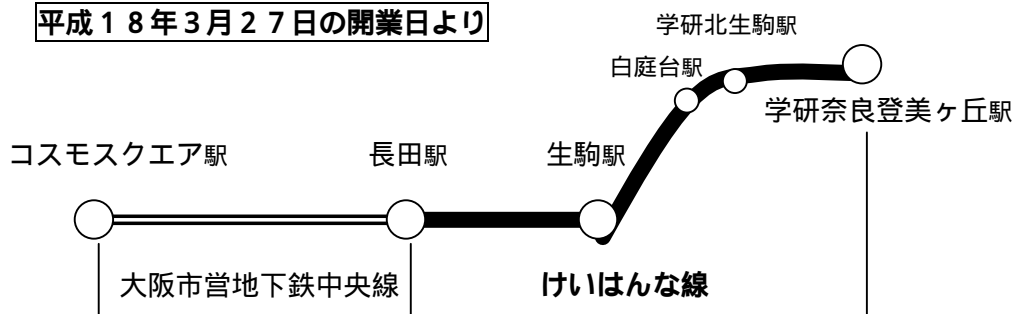 平成１８年３月２７日の開業日より
学研北生駒駅
白庭台駅
学研奈良登美ヶ丘駅
コスモスクエア駅
長田駅
生駒駅
大阪市営地下鉄中央線
けいはんな線